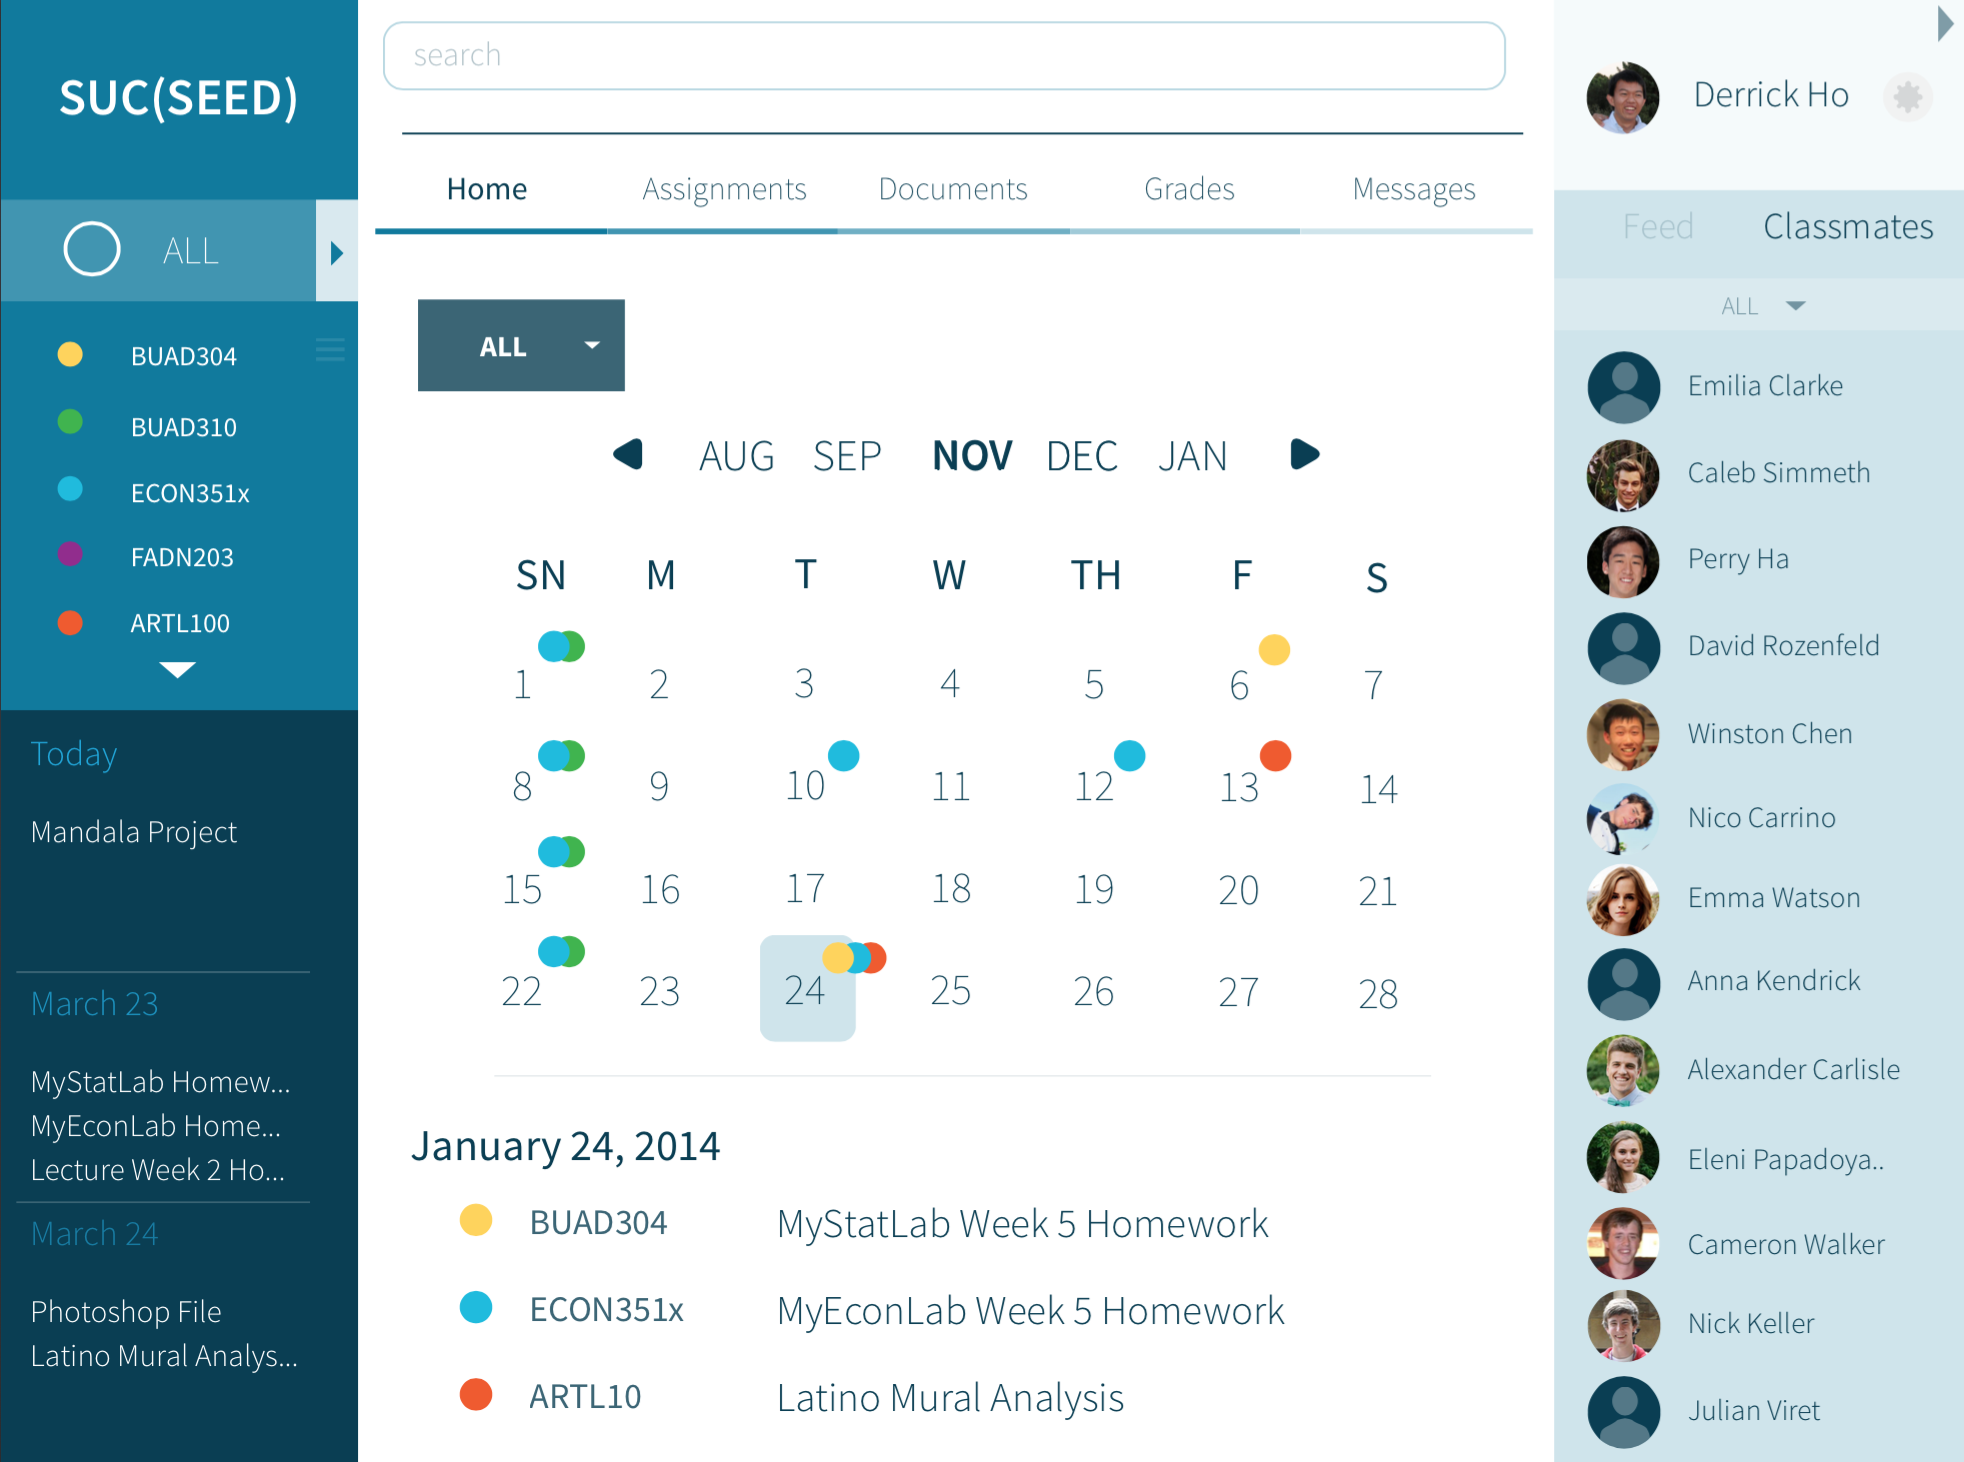 SUC(SEED)
ALL
BUAD304
BUAD310
ECON351x
FADN203
ARTL100
Today
Mandala Project
March 23
MyStatLab Homew...
MyEconLab Home...
Lecture Week 2 Ho...
March 24
Photoshop File
Latino Mural Analys...
search
Home Assignments Documents Grades Messages
ALL
AUG SEP NOV DEC JAN
SN M T W TH F S
1 2 3 4 5 6 7
8 9 10 11 12 13 14
15 16 17 18 19 20 21
22 23 24 25 26 27 28
January 24, 2014
BUAD304 MyStatLab Week 5 Homework
ECON351x MyEconLab Week 5 Homework
ARTL10 Latino Mural Analysis
Derrick Ho
Feed Classmates
ALL
Emilia Clarke
Caleb Simmeth
Perry Ha
David Rozenfeld
Winston Chen
Nico Carrino
Emma Watson
Anna Kendrick
Alexander Carlisle
Eleni Papadoya..
Cameron Walker
Nick Keller
Julian Viret